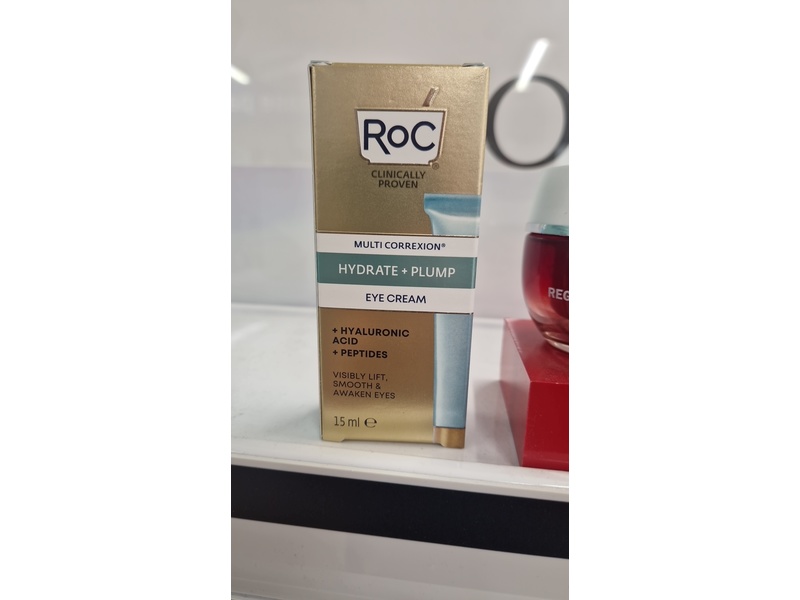 RoC®
CLINICALLY
PROVEN
MULTI CORREXION®
HYDRATE + PLUMP
EYE CREAM
+ HYALURONIC
ACID
+ PEPTIDES
VISIBLY LIFT,
SMOOTH &
AWAKEN EYES
15 ml ℮
REG
O